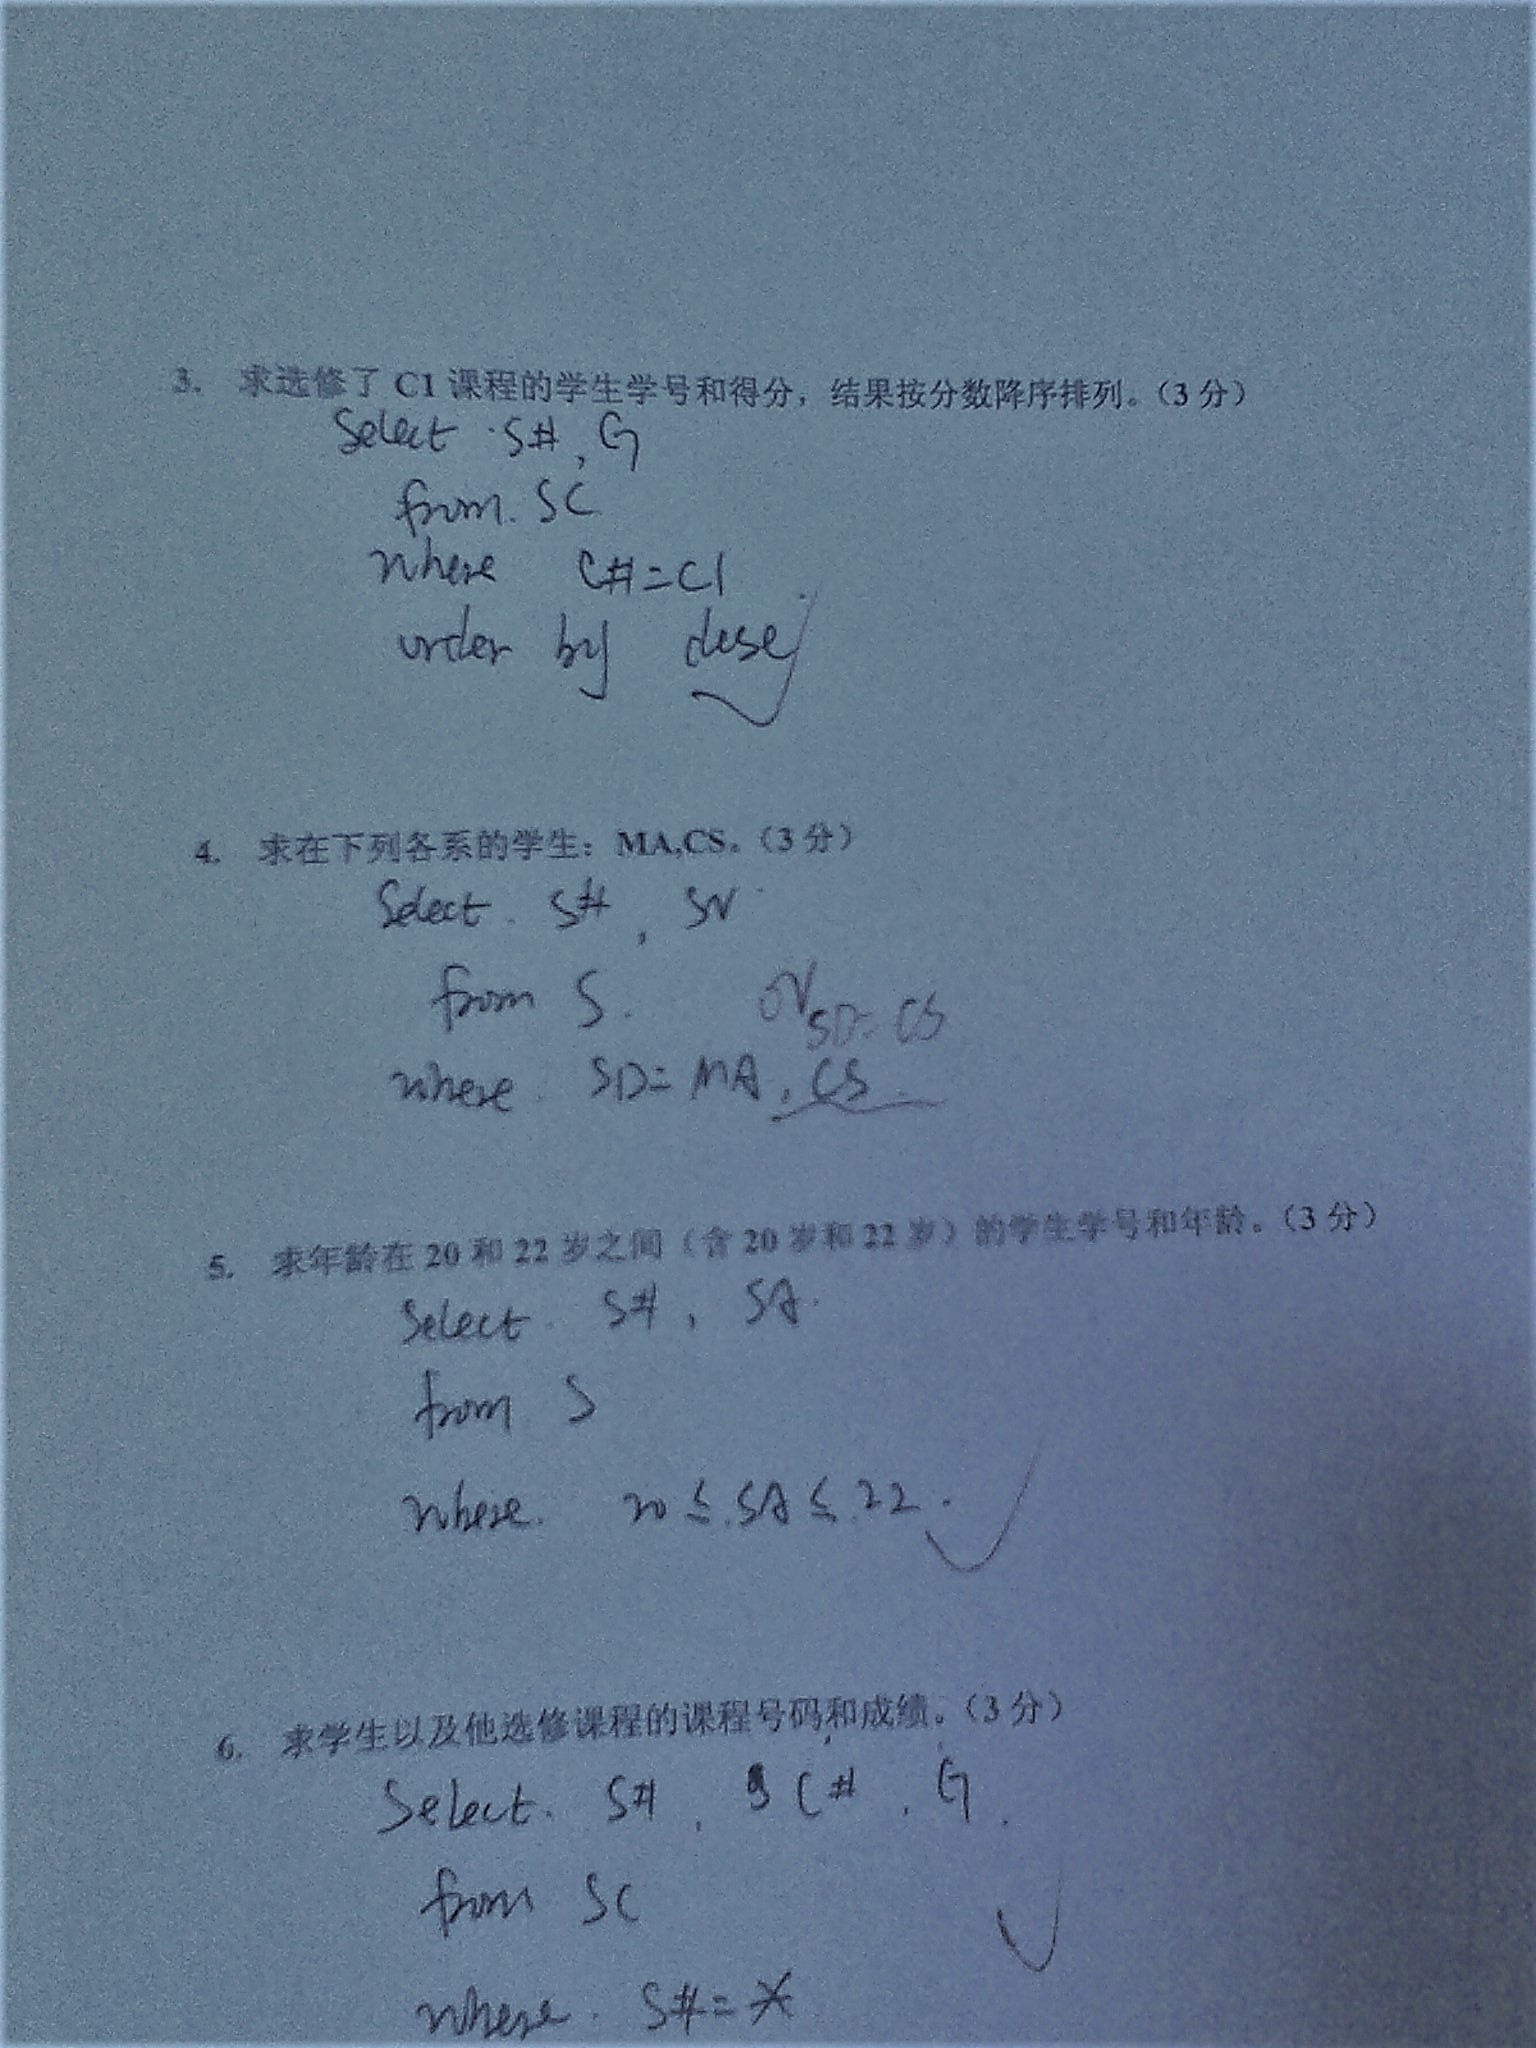 3. 求选修了 C1 课程的学生学号和得分，结果按分数降序排列。（3 分）
Select S#, G
from SC
where C#=C1
order by dese
4. 求在下列各系的学生：MA,CS。（3 分）
Select S#, SN
from S.
or SD=CS
where SD=MA, CS
5. 求年龄在 20 和 22 岁之间（含 20 岁和 22 岁）的学生学号和年龄。（3 分）
Select S#, SA
from S
where 20≤SA≤22.
6. 求学生以及他选修课程的课程号码和成绩。（3 分）
Select. S#, C#, G.
from SC
where. S#=*